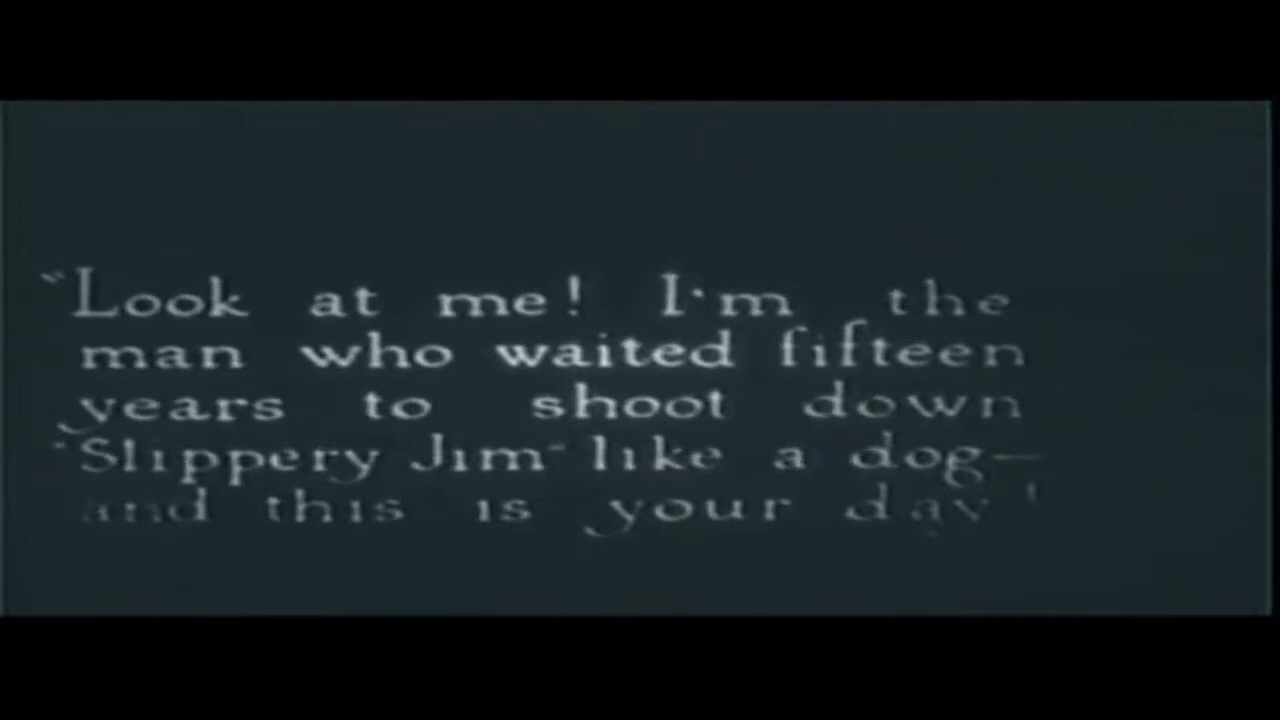 "Look at me! I'm the
man who waited fifteen
years to shoot down
"Slippery Jim" like a dog—
and this is your day!